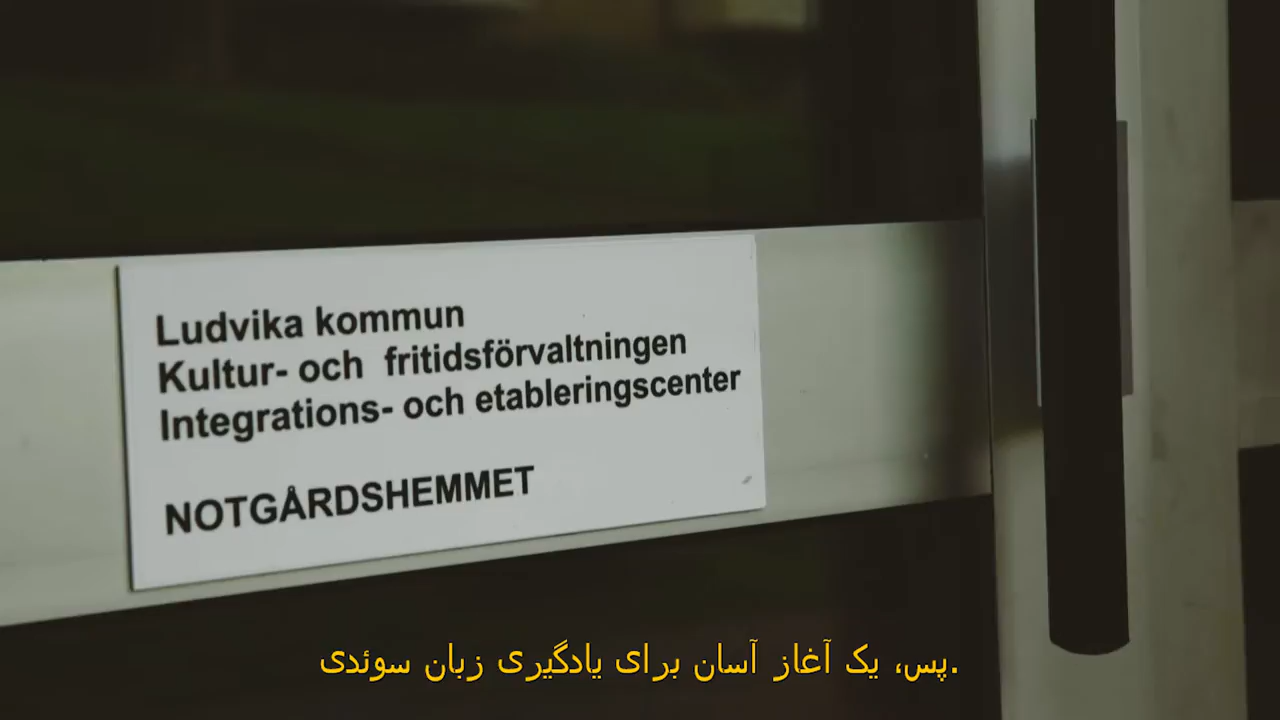 Ludvika kommun
Kultur- och fritidsförvaltningen
Integrations- och etableringscenter
NOTGÅRDSHEMMET
پس، یک آغاز آسان برای یادگیری زبان سوئدی.